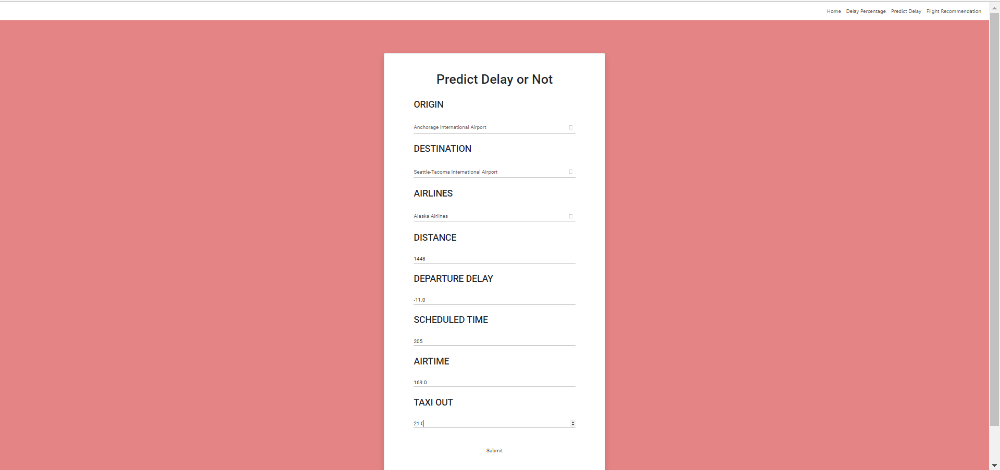 Home Delay Percentage Predict Delay Flight Recommendation
Predict Delay or Not
ORIGIN
Anchorage International Airport
DESTINATION
Seattle-Tacoma International Airport
AIRLINES
Alaska Airlines
DISTANCE
1448
DEPARTURE DELAY
-11.0
SCHEDULED TIME
205
AIRTIME
169.0
TAXI OUT
21.0
Submit